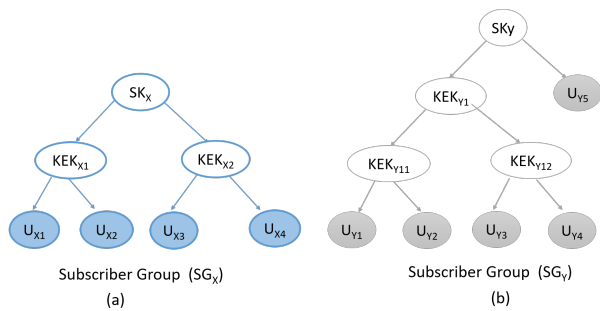 SKX
KEKX1
KEKX2
UX1
UX2
UX3
UX4
Subscriber Group (SGX)
(a)
SKy
KEKY1
UY5
KEKY11
KEKY12
UY1
UY2
UY3
UY4
Subscriber Group (SGY)
(b)